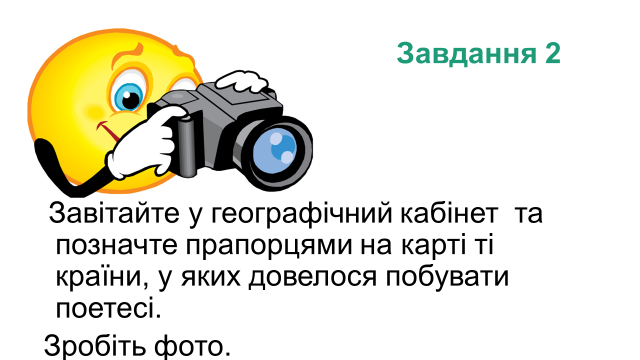 Завдання 2
Завітайте у географічний кабінет та
позначте прапорцями на карті ті
країни, у яких довелося побувати
поетесі.
Зробіть фото.